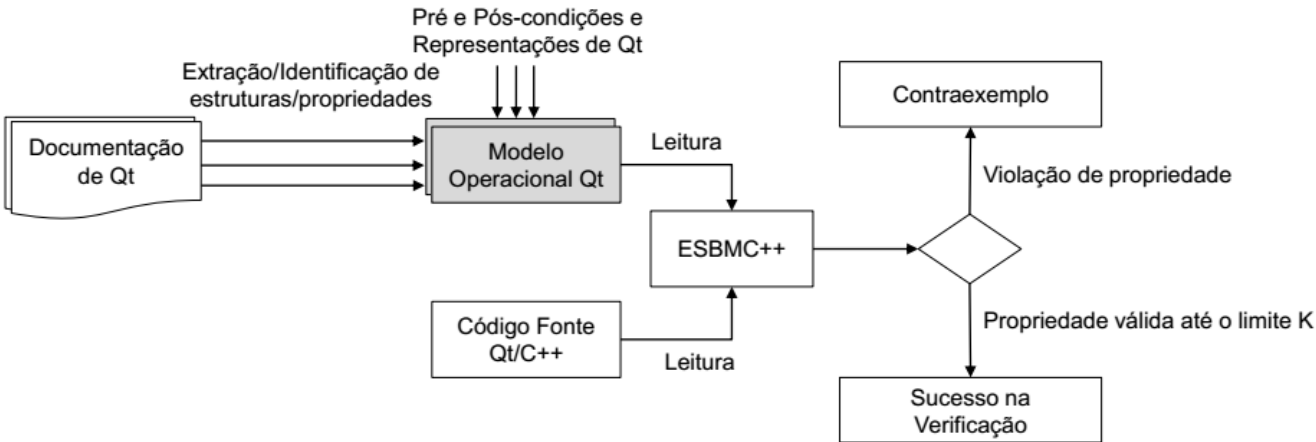 Pré e Pós-condições e
Representações de Qt
Extração/Identificação de
estruturas/propriedades
Documentação
de Qt
Modelo
Operacional Qt
Leitura
Contraexemplo
Violação de propriedade
ESBMC++
Código Fonte
Qt/C++
Leitura
Propriedade válida até o limite K
Sucesso na
Verificação